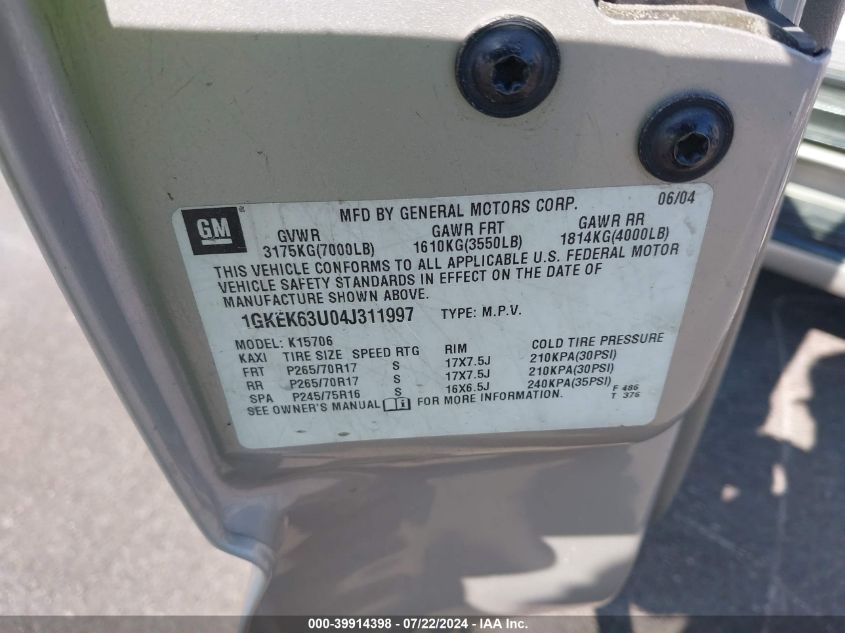 GM
MFD BY GENERAL MOTORS CORP. 06/04
GVWR GAWR FRT GAWR RR
3175KG(7000LB) 1610KG(3550LB) 1814KG(4000LB)
THIS VEHICLE CONFORMS TO ALL APPLICABLE U.S. FEDERAL MOTOR
VEHICLE SAFETY STANDARDS IN EFFECT ON THE DATE OF
MANUFACTURE SHOWN ABOVE.
1GKEK63U04J311997 TYPE: M.P.V.
MODEL: K15706
KAXI TIRE SIZE SPEED RTG RIM COLD TIRE PRESSURE
FRT P265/70R17 S 17X7.5J 210KPA(30PSI)
RR P265/70R17 S 17X7.5J 210KPA(30PSI)
SPA P245/75R16 S 16X6.5J 240KPA(35PSI)
SEE OWNER'S MANUAL FOR MORE INFORMATION.
F 486
T 376
000-39914398 - 07/22/2024 - IAA Inc.